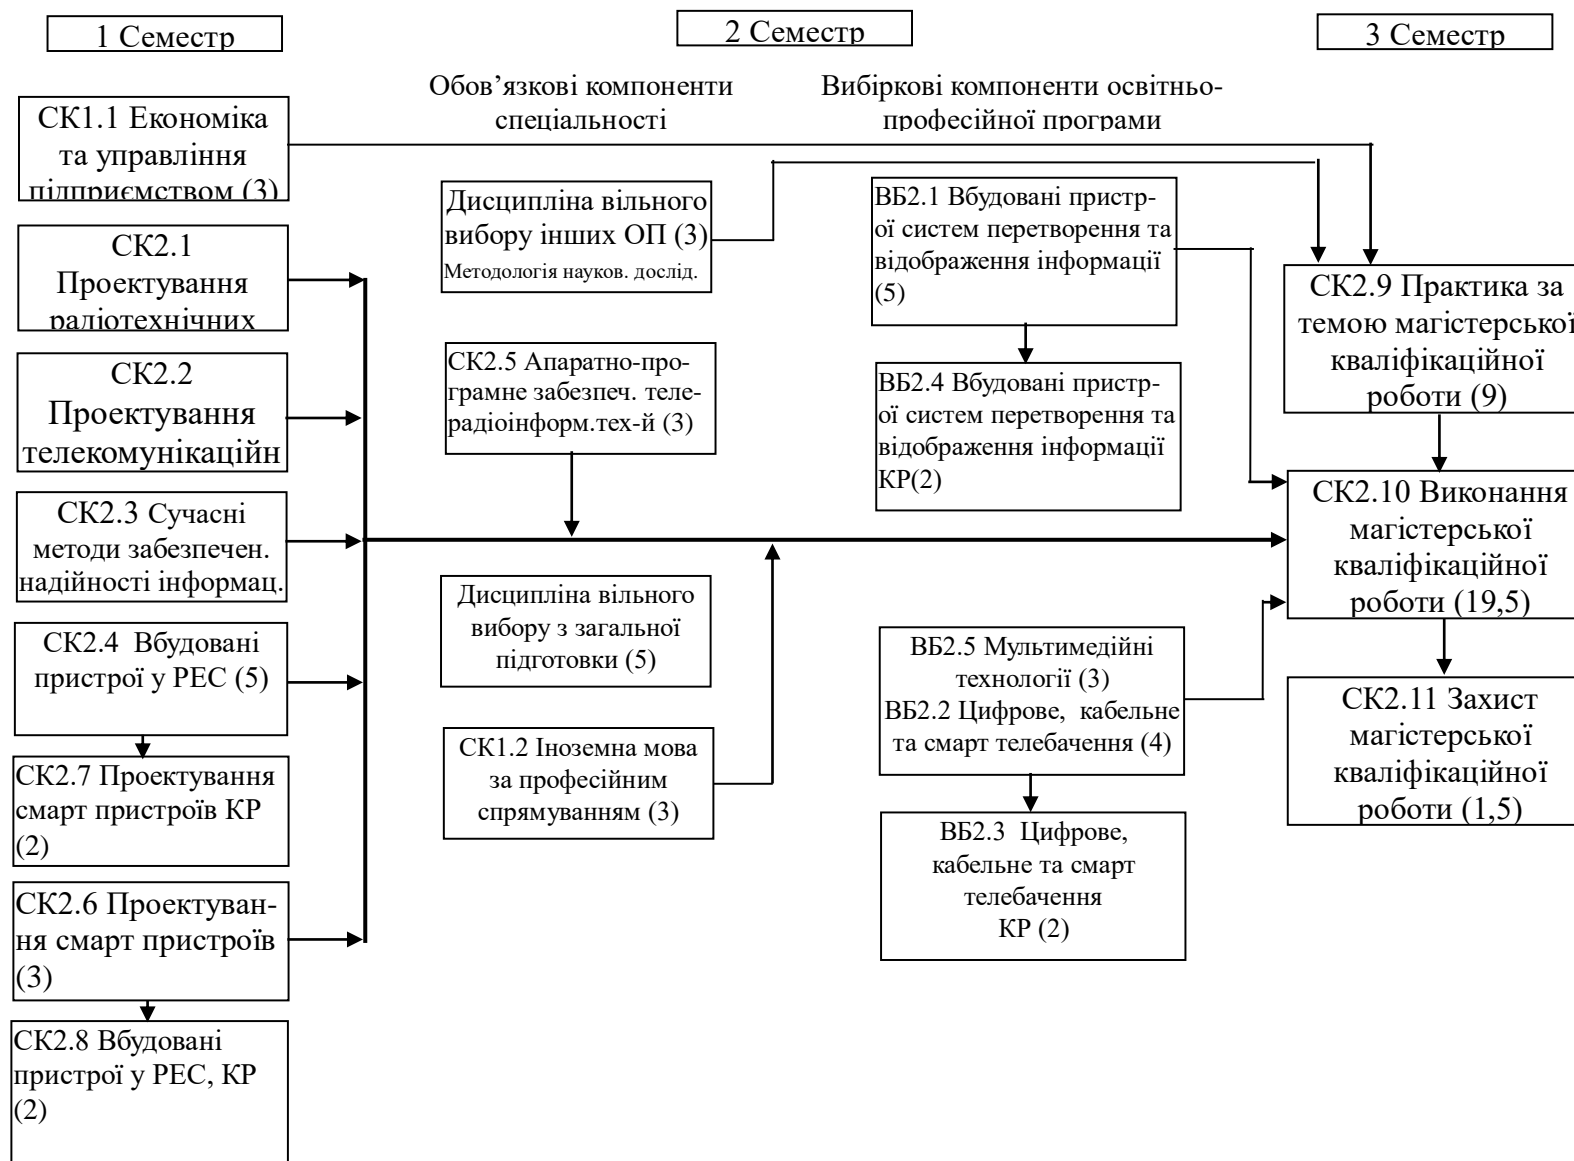 1 Семестр
2 Семестр
3 Семестр
Обов’язкові компоненти
спеціальності
Вибіркові компоненти освітньо-
професійної програми
СК1.1 Економіка
та управління
підприємством (3)
СК2.1
Проектування
радіотехнічних
СК2.2
Проектування
телекомунікаційн
СК2.3 Сучасні
методи забезпечен.
надійності інформац.
СК2.4 Вбудовані
пристрої у РЕС (5)
СК2.7 Проектування
смарт пристроїв КР
(2)
СК2.6 Проектуван-
ня смарт пристроїв
(3)
СК2.8 Вбудовані
пристрої у РЕС, КР
(2)
Дисципліна вільного
вибору інших ОП (3)
Методологія науков. дослід.
СК2.5 Апаратно-про-
грамне забезпеч. теле-
радіоінформ.тех-й (3)
Дисципліна вільного
вибору з загальної
підготовки (5)
СК1.2 Іноземна мова
за професійним
спрямуванням (3)
ВБ2.1 Вбудовані пристр-
ої систем перетворення та
відображення інформації
(5)
ВБ2.4 Вбудовані пристр-
ої систем перетворення та
відображення інформації
КР(2)
ВБ2.5 Мультимедійні
технології (3)
ВБ2.2 Цифрове, кабельне
та смарт телебачення (4)
ВБ2.3 Цифрове,
кабельне та смарт
телебачення
КР (2)
СК2.9 Практика за
темою магістерської
кваліфікаційної
роботи (9)
СК2.10 Виконання
магістерської
кваліфікаційної
роботи (19,5)
СК2.11 Захист
магістерської
кваліфікаційної
роботи (1,5)